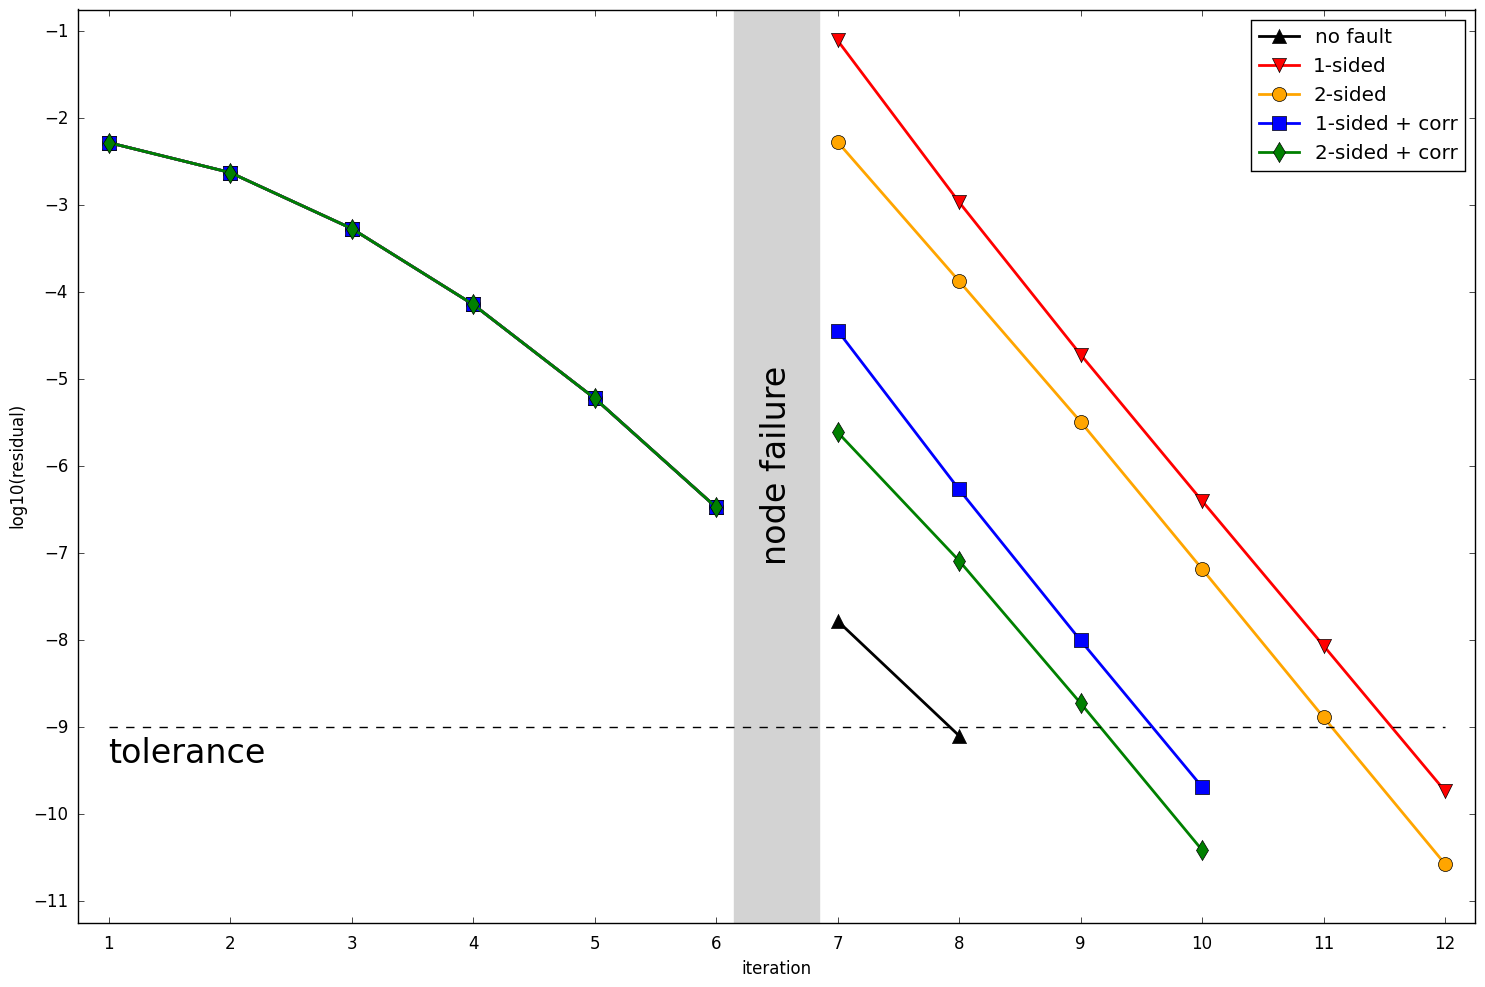 −1
−2
−3
−4
−5
−6
−7
−8
−9
−10
−11
log10(residual)
node failure
tolerance
no fault
1-sided
2-sided
1-sided + corr
2-sided + corr
1 2 3 4 5 6 7 8 9 10 11 12
iteration